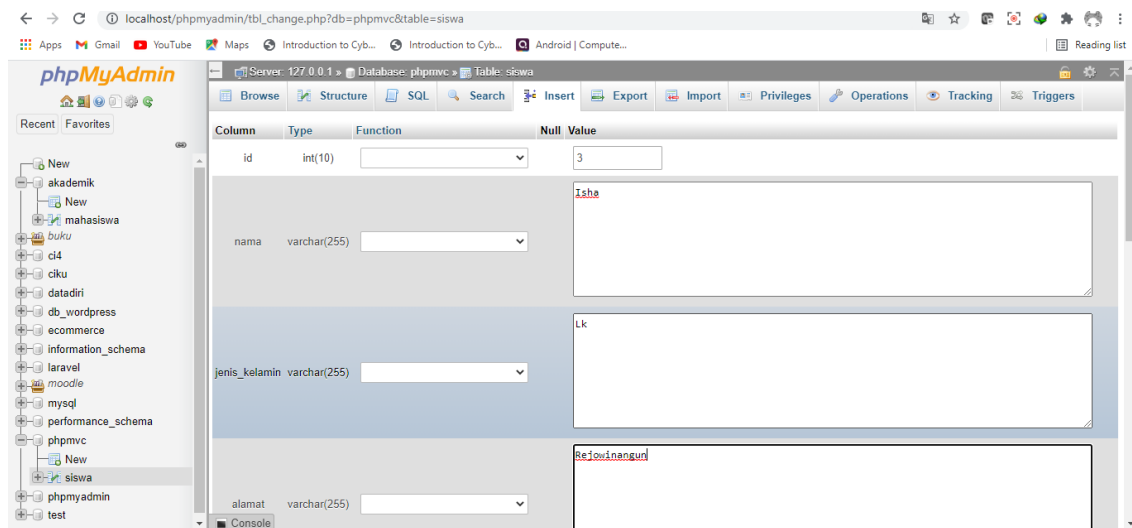 localhost/phpmyadmin/tbl_change.php?db=phpmvc&table=siswa
Apps Gmail YouTube Maps Introduction to Cyb... Introduction to Cyb... Android | Compute... Reading list
phpMyAdmin
Recent Favorites
New
akademik
New
mahasiswa
buku
ci4
ciku
datadiri
db_wordpress
ecommerce
information_schema
laravel
moodle
mysql
performance_schema
phpmvc
New
siswa
phpmyadmin
test
Server: 127.0.0.1 » Database: phpmvc » Table: siswa
Browse Structure SQL Search Insert Export Import Privileges Operations Tracking Triggers
Column Type Function Null Value
id int(10) 3
nama varchar(255) Isha
jenis_kelamin varchar(255) Lk
alamat varchar(255) Rejowinangun
Console